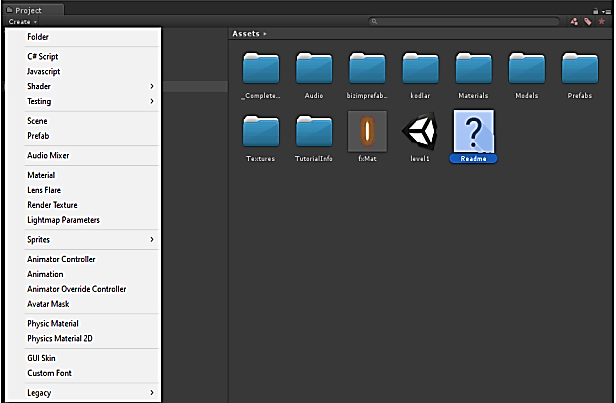 Project
Create
Folder
C# Script
Javascript
Shader
Testing
Scene
Prefab
Audio Mixer
Material
Lens Flare
Render Texture
Lightmap Parameters
Sprites
Animator Controller
Animation
Animator Override Controller
Avatar Mask
Physic Material
Physics Material 2D
GUI Skin
Custom Font
Legacy
Assets
_Complete... Audio bizimprefab... kodlar Materials Models Prefabs
Textures TutorialInfo fxMat level1 Readme